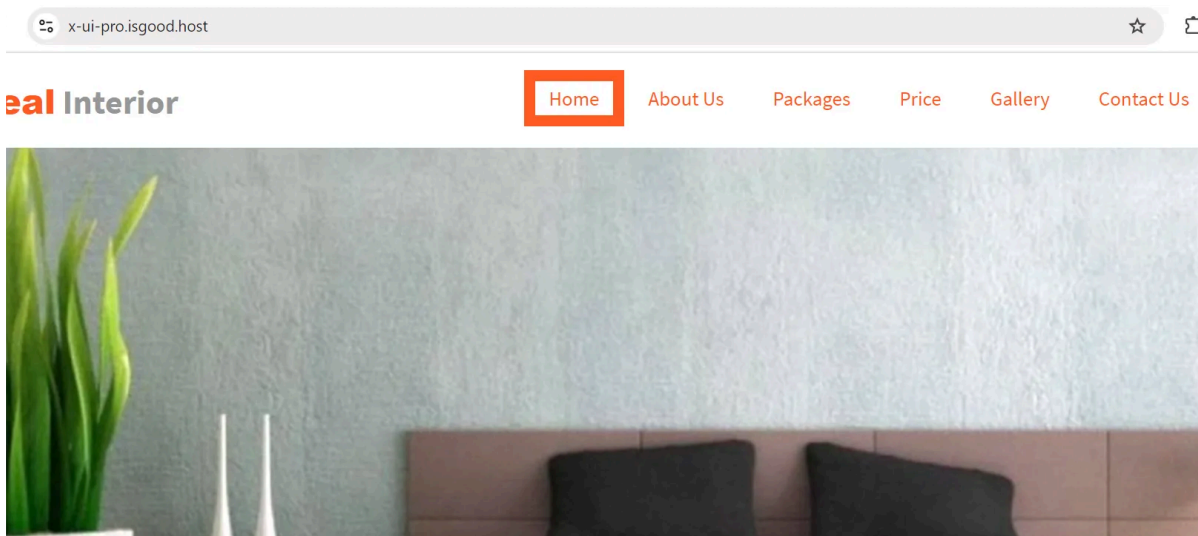 x-ui-pro.isgood.host
eal Interior
Home About Us Packages Price Gallery Contact Us